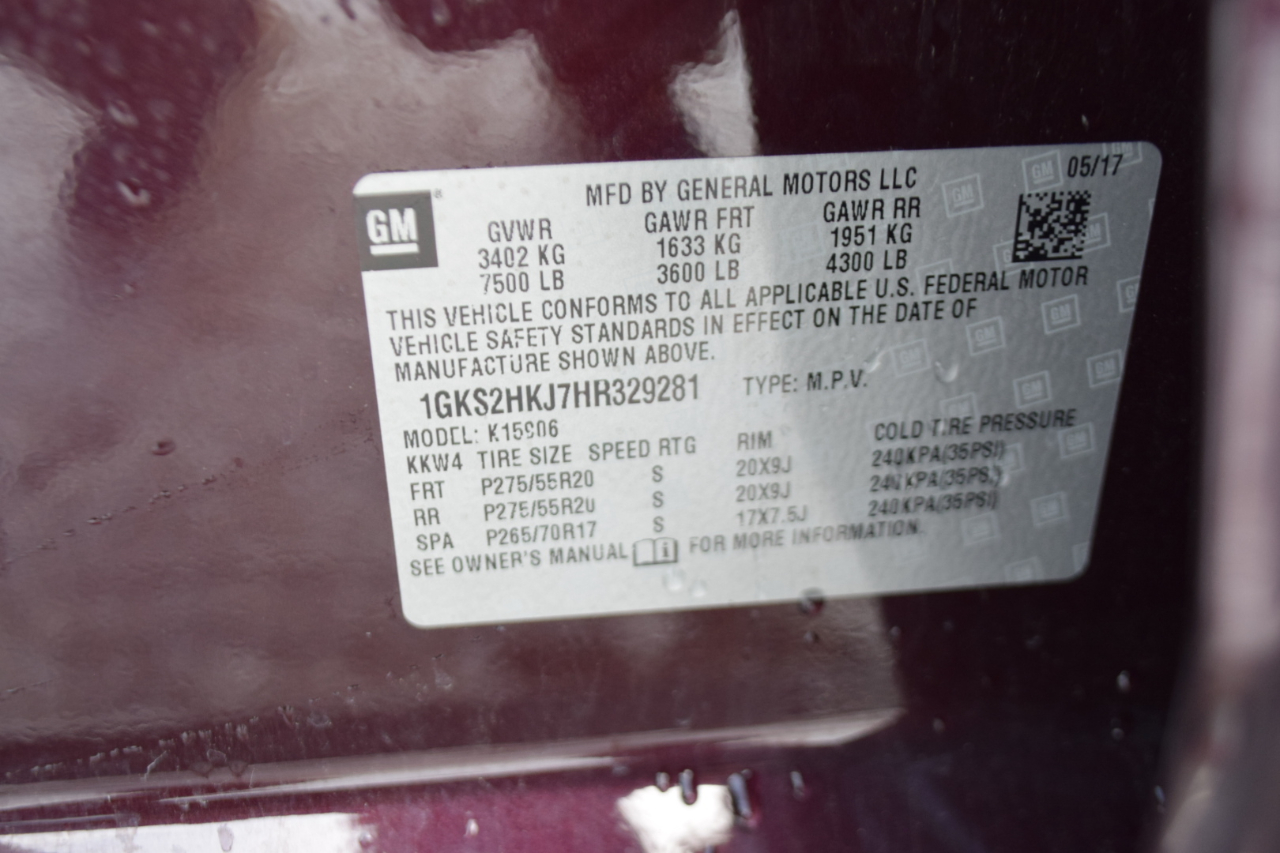 05/17
MFD BY GENERAL MOTORS LLC
GM ®
GVWR GAWR FRT GAWR RR
3402 KG 1633 KG 1951 KG
7500 LB 3600 LB 4300 LB
THIS VEHICLE CONFORMS TO ALL APPLICABLE U.S. FEDERAL MOTOR
VEHICLE SAFETY STANDARDS IN EFFECT ON THE DATE OF
MANUFACTURE SHOWN ABOVE.
1GKS2HKJ7HR329281 TYPE: M.P.V.
MODEL: K15906
KKW4 TIRE SIZE SPEED RTG RIM COLD TIRE PRESSURE
FRT P275/55R20 S 20X9J 240KPA(35PSI)
RR P275/55R20 S 20X9J 240KPA(35PSI)
SPA P265/70R17 S 17X7.5J 240KPA(35PSI)
SEE OWNER'S MANUAL i FOR MORE INFORMATION.